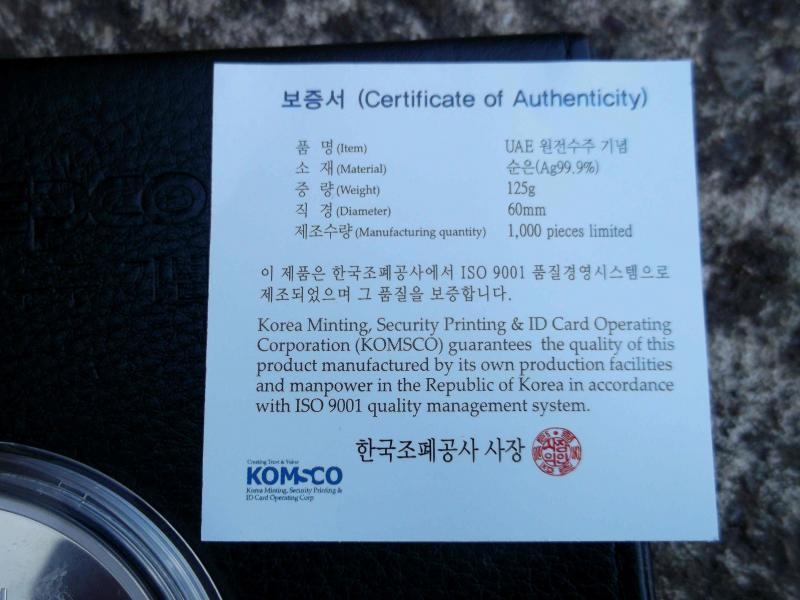 보증서 (Certificate of Authenticity)
품 명 (Item) UAE 원전수주 기념
소 재 (Material) 순은(Ag99.9%)
중 량 (Weight) 125g
직 경 (Diameter) 60mm
제조수량 (Manufacturing quantity) 1,000 pieces limited
이 제품은 한국조폐공사에서 ISO 9001 품질경영시스템으로
제조되었으며 그 품질을 보증합니다.
Korea Minting, Security Printing & ID Card Operating
Corporation (KOMSCO) guarantees the quality of this
product manufactured by its own production facilities
and manpower in the Republic of Korea in accordance
with ISO 9001 quality management system.
한국조폐공사 사장
Creating Trust & Value
KOMSCO
Korea Minting, Security Printing &
ID Card Operating Corp